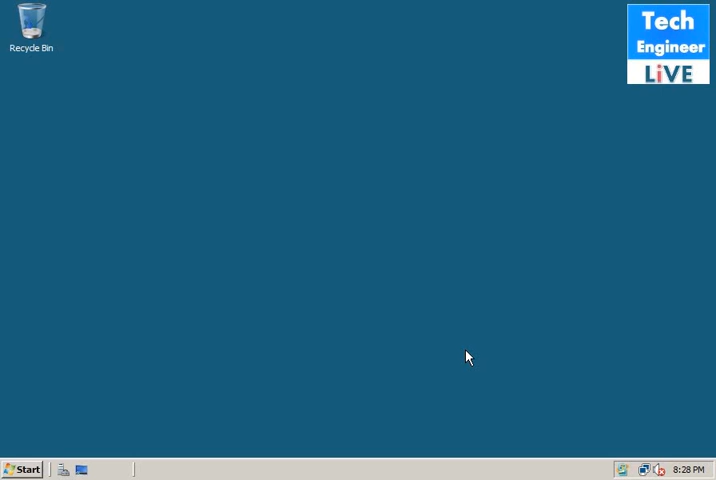 Recycle Bin
Tech
Engineer
LiVE
Start
8:28 PM